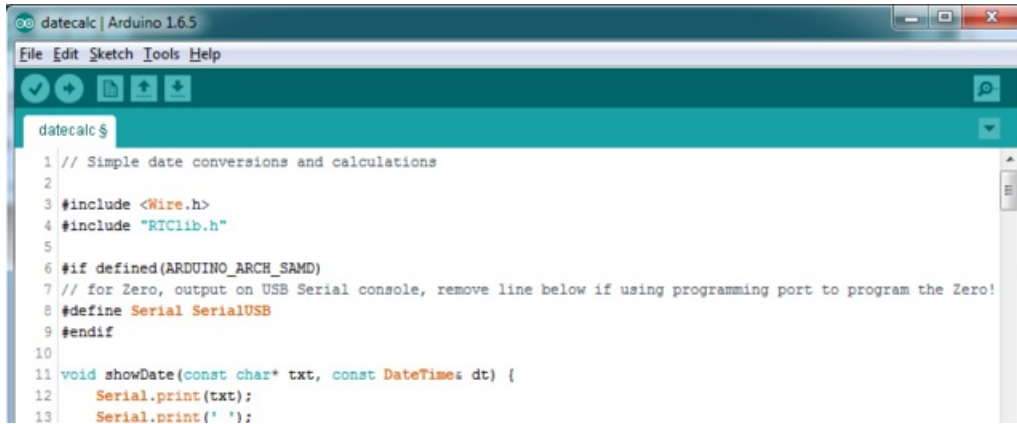 datecalc | Arduino 1.6.5
File Edit Sketch Tools Help
datecalc §
1 // Simple date conversions and calculations
2
3 #include <Wire.h>
4 #include "RTClib.h"
5
6 #if defined(ARDUINO_ARCH_SAMD)
7 // for Zero, output on USB Serial console, remove line below if using programming port to program the Zero!
8 #define Serial SerialUSB
9 #endif
10
11 void showDate(const char* txt, const DateTime& dt) {
12     Serial.print(txt);
13     Serial.print(' ');